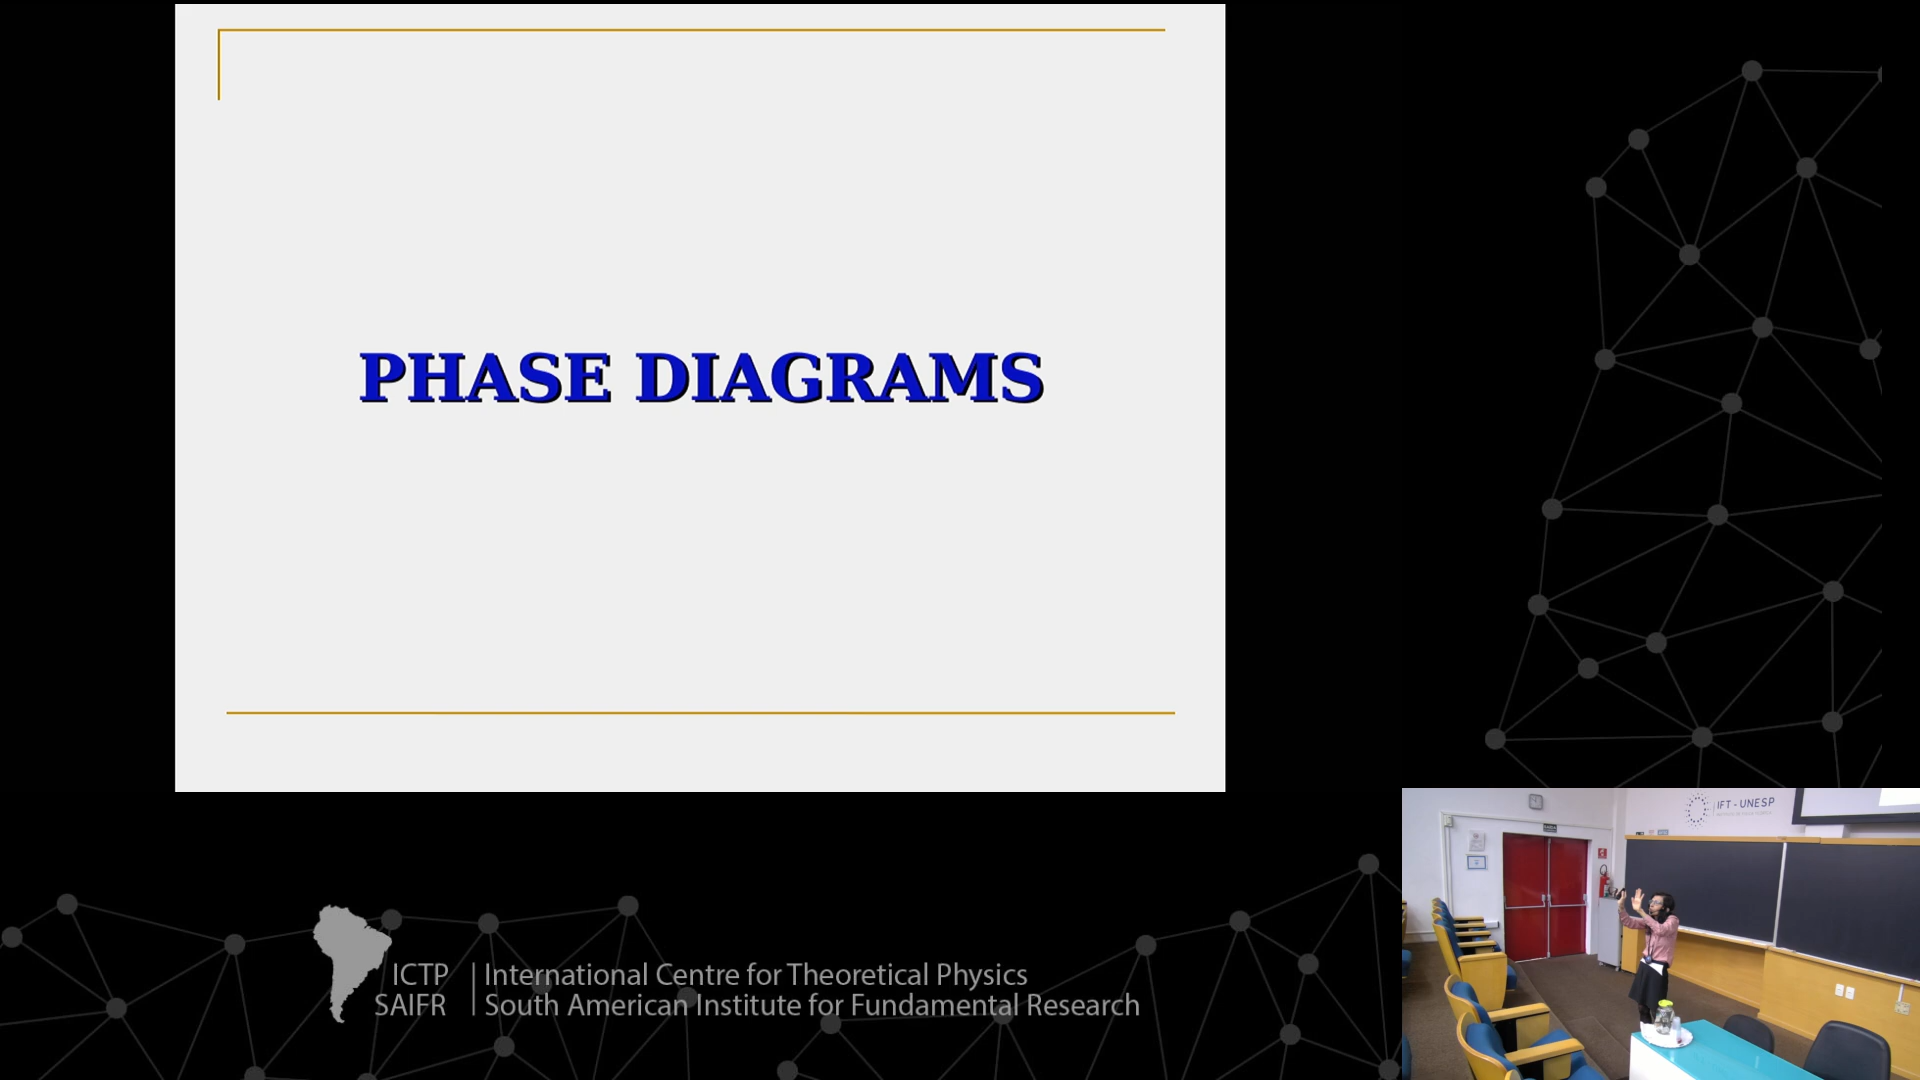 PHASE DIAGRAMS
IFT - UNESP
ICTP | International Centre for Theoretical Physics
SAIFR | South American Institute for Fundamental Research